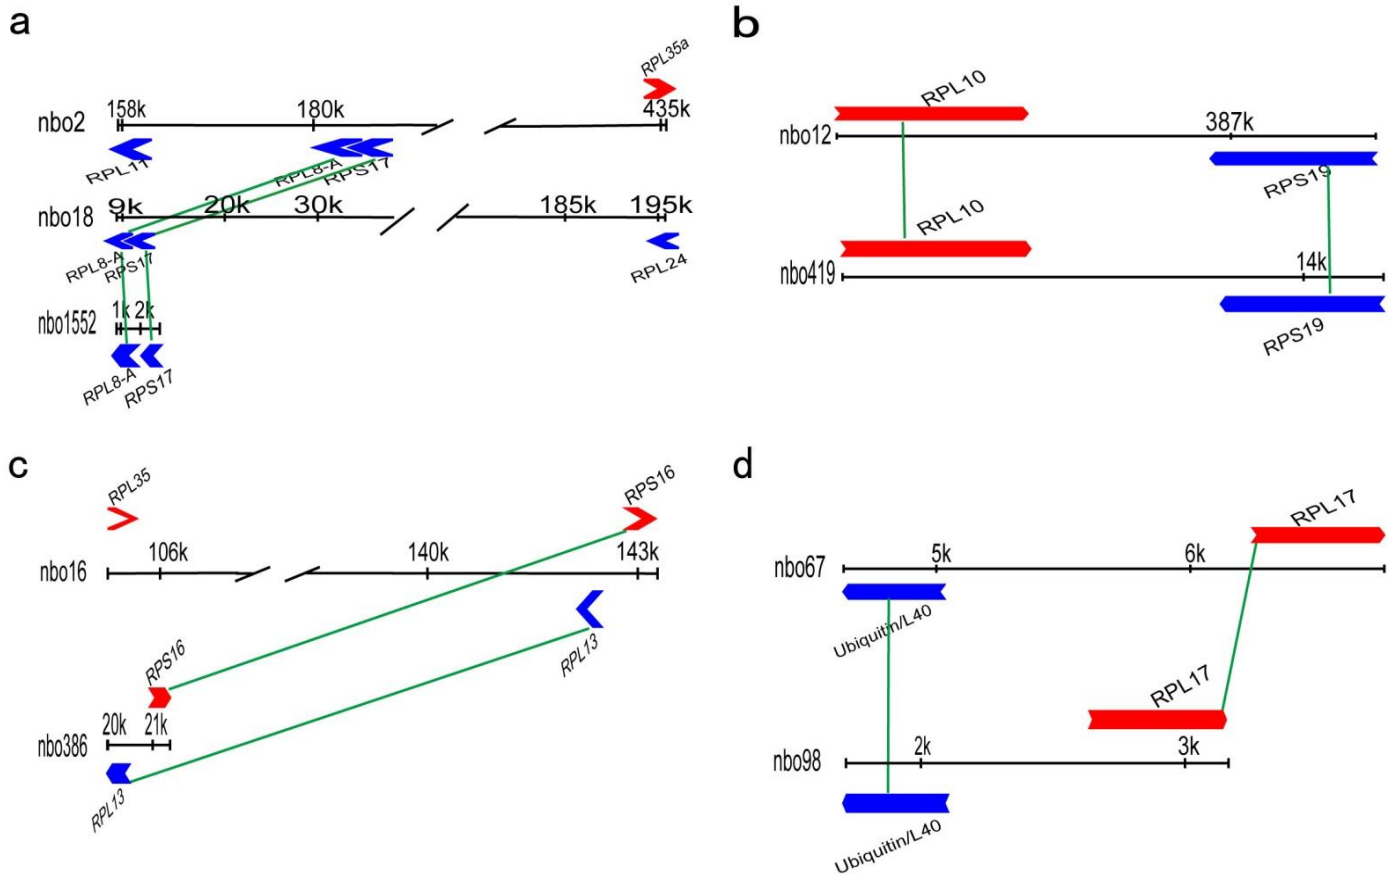 a
RPL35a
158k 180k 435k
nbo2
RPL11 RPL8-A RPS17
9k 20k 30k 185k 195k
nbo18
RPL8-A RPS17 RPL24
1k 2k
nbo1552
RPL8-A RPS17
b
RPL10
387k
nbo12
RPS19
RPL10
14k
nbo419
RPS19
c
RPL35 RPS16
106k 140k 143k
nbo16
RPL13
RPS16
20k 21k
nbo386
RPL13
d
RPL17
5k 6k
nbo67
Ubiquitin/L40
RPL17
2k 3k
nbo98
Ubiquitin/L40